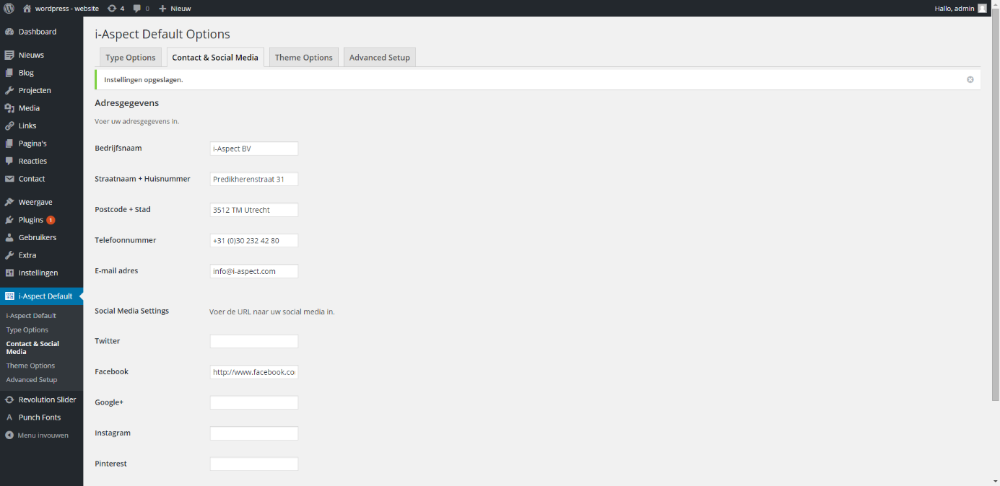 wordpress - website 4 0 Nieuw Hallo, admin
Dashboard
Nieuws
Blog
Projecten
Media
Links
Pagina's
Reacties
Contact
Weergave
Plugins 1
Gebruikers
Extra
Instellingen
i-Aspect Default
i-Aspect Default
Type Options
Contact & Social
Media
Theme Options
Advanced Setup
Revolution Slider
Punch Fonts
Menu invouwen
i-Aspect Default Options
Type Options Contact & Social Media Theme Options Advanced Setup
Instellingen opgeslagen.
Adresgegevens
Voer uw adresgegevens in.
Bedrijfsnaam i-Aspect BV
Straatnaam + Huisnummer Predikherenstraat 31
Postcode + Stad 3512 TM Utrecht
Telefoonnummer +31 (0)30 232 42 80
E-mail adres info@i-aspect.com
Social Media Settings Voer de URL naar uw social media in.
Twitter
Facebook http://www.facebook.co
Google+
Instagram
Pinterest